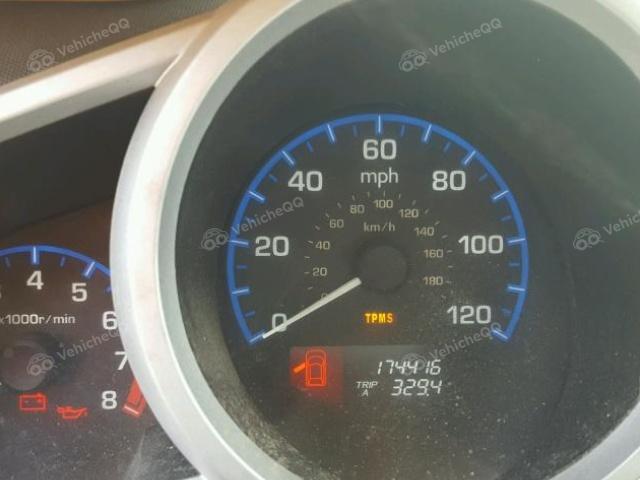 VehicheQQ
VehicheQQ
60
40 80
mph
80 100 120
60 140
km/h
VehicheQQ
VehicheQQ
20 100
40 160
20 180
4
5
x1000r/min
6
0 TPMS 120
VehicheQQ
VehicheQQ
7
8
174416
TRIP A 329.4